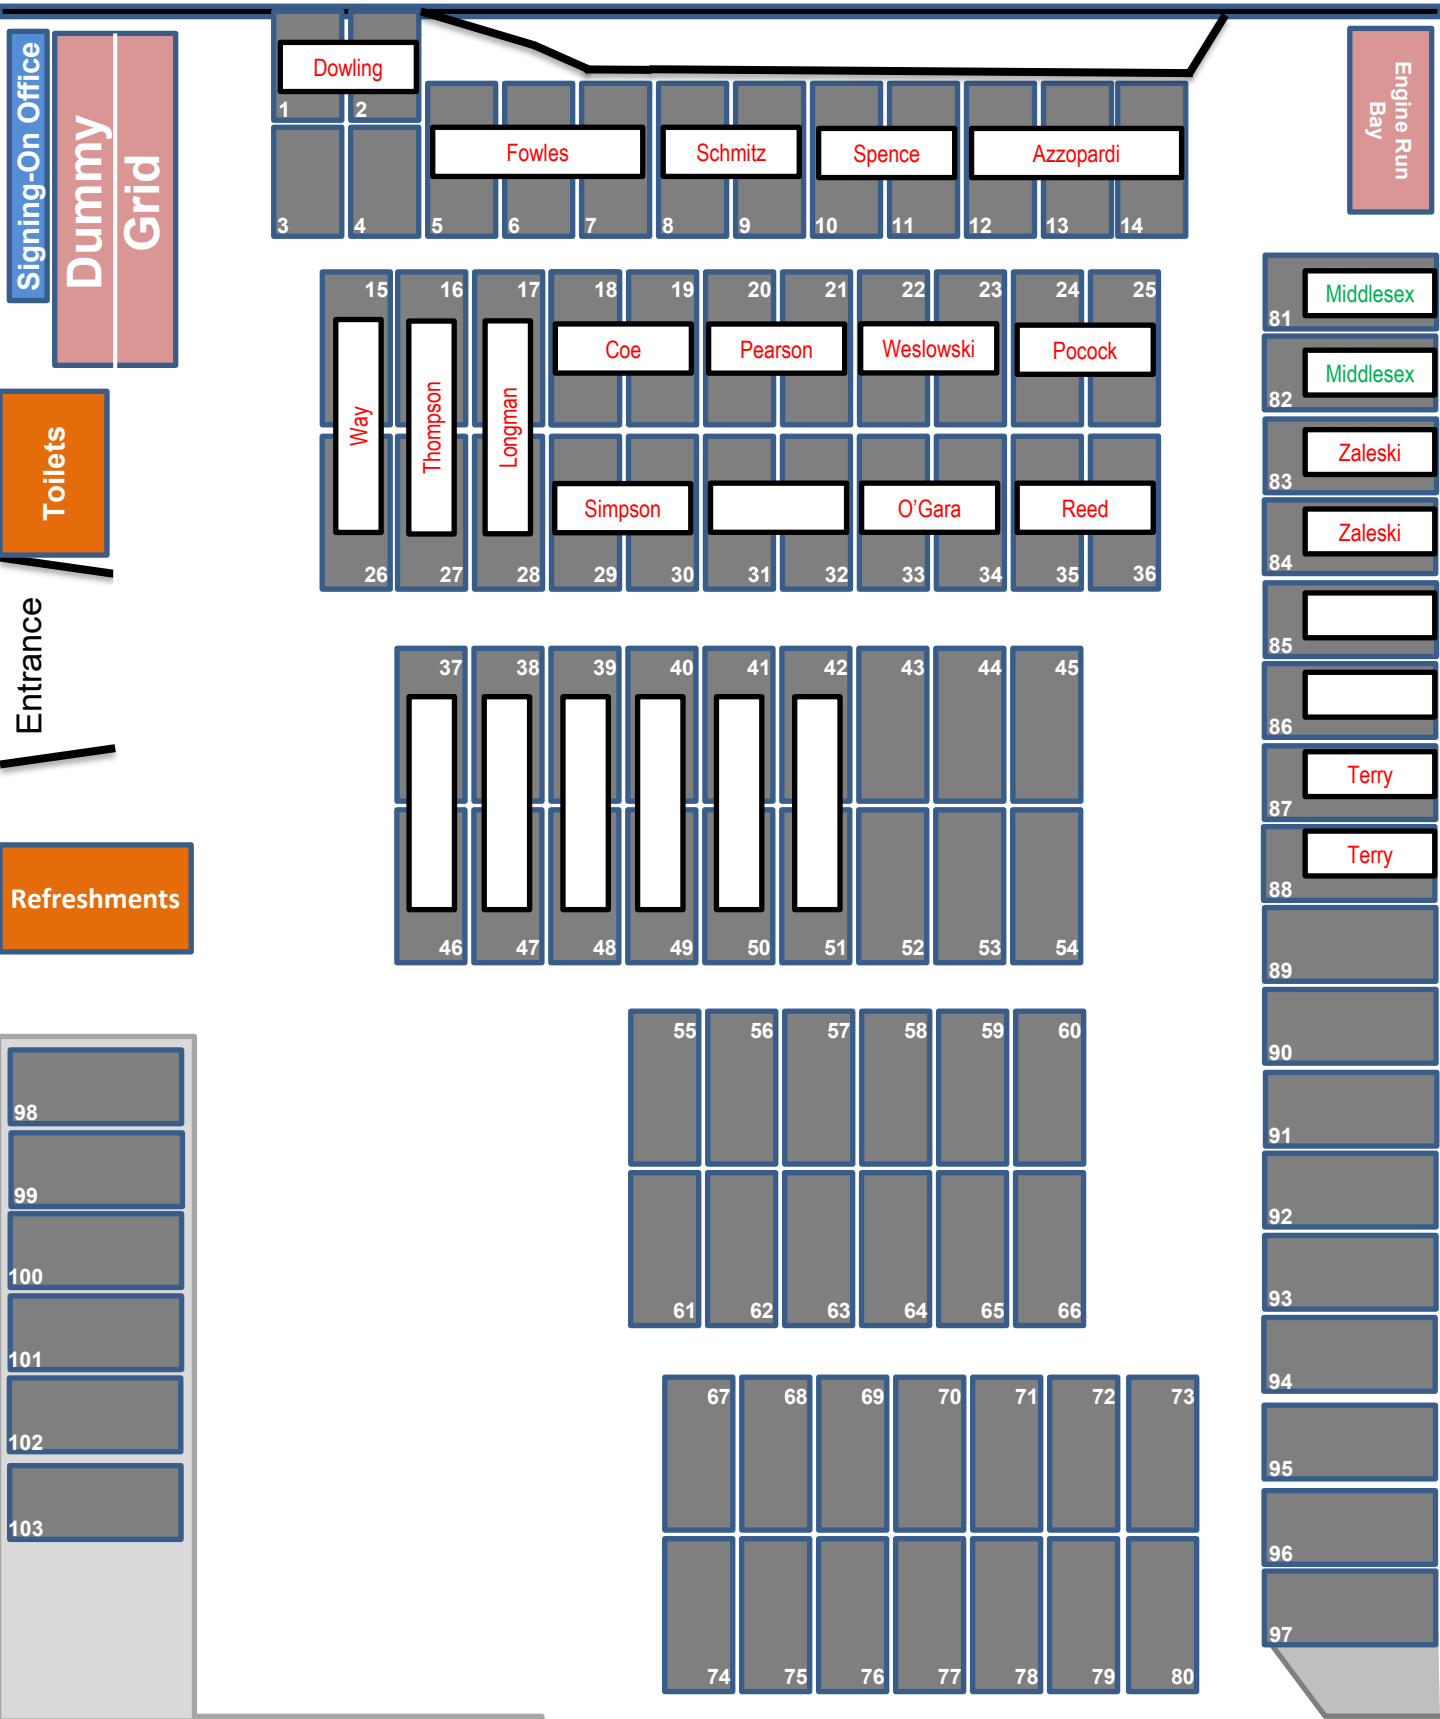 Signing-On Office
Dummy
Grid
Dowling
1 2
3 4
Fowles Schmitz Spence Azzopardi
5 6 7 8 9 10 11 12 13 14
Engine Run
Bay
15 16 17 18 19 20 21 22 23 24 25
Way Thompson Longman
Coe Pearson Weslowski Pocock
Simpson O'Gara Reed
26 27 28 29 30 31 32 33 34 35 36
Toilets
Entrance
Refreshments
37 38 39 40 41 42 43 44 45
46 47 48 49 50 51 52 53 54
55 56 57 58 59 60
61 62 63 64 65 66
67 68 69 70 71 72 73
74 75 76 77 78 79 80
Middlesex
81
Middlesex
82
Zaleski
83
Zaleski
84
85
86
Terry
87
Terry
88
89
90
91
92
93
94
95
96
97
98
99
100
101
102
103